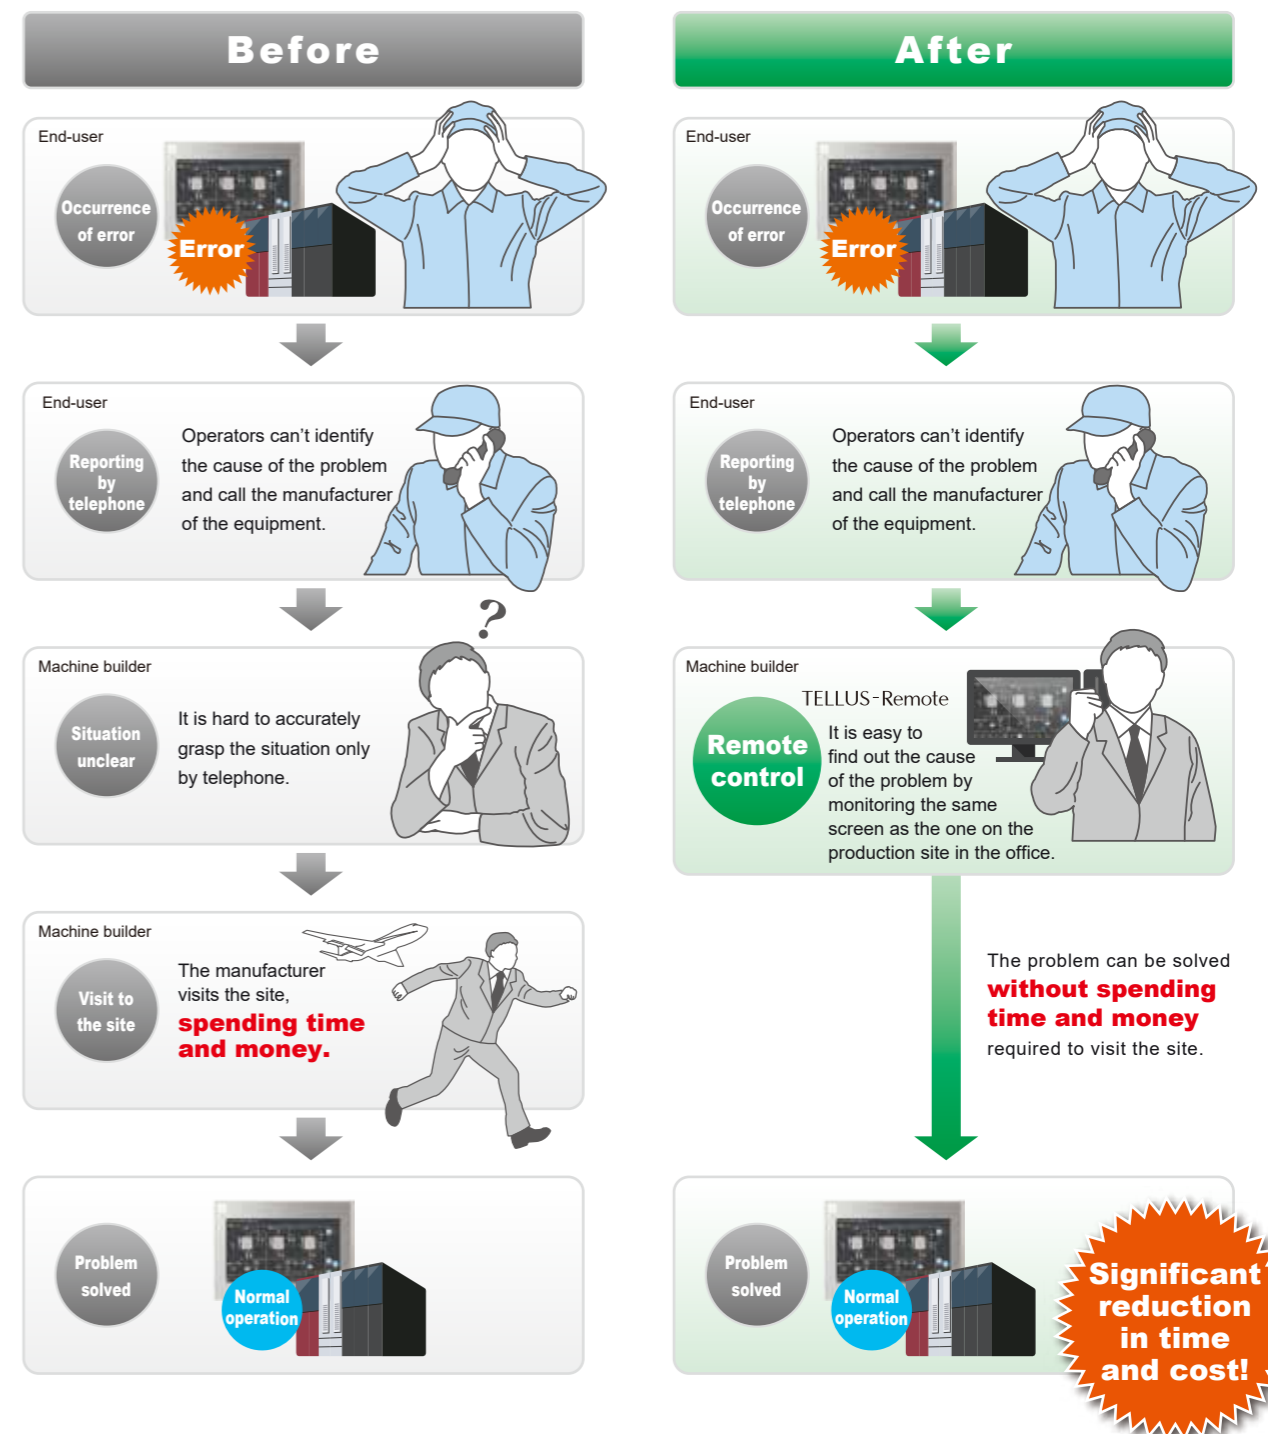 Before
End-user
Occurrence
of error
Error
End-user
Reporting
by
telephone
Operators can't identify
the cause of the problem
and call the manufacturer
of the equipment.
?
Machine builder
Situation
unclear
It is hard to accurately
grasp the situation only
by telephone.
Machine builder
Visit to
the site
The manufacturer
visits the site,
spending time
and money.
Problem
solved
Normal
operation
After
End-user
Occurrence
of error
Error
End-user
Reporting
by
telephone
Operators can't identify
the cause of the problem
and call the manufacturer
of the equipment.
Machine builder
Remote
control
TELLUS-Remote
It is easy to
find out the cause
of the problem by
monitoring the same
screen as the one on the
production site in the office.
The problem can be solved
without spending
time and money
required to visit the site.
Problem
solved
Normal
operation
Significant
reduction
in time
and cost!